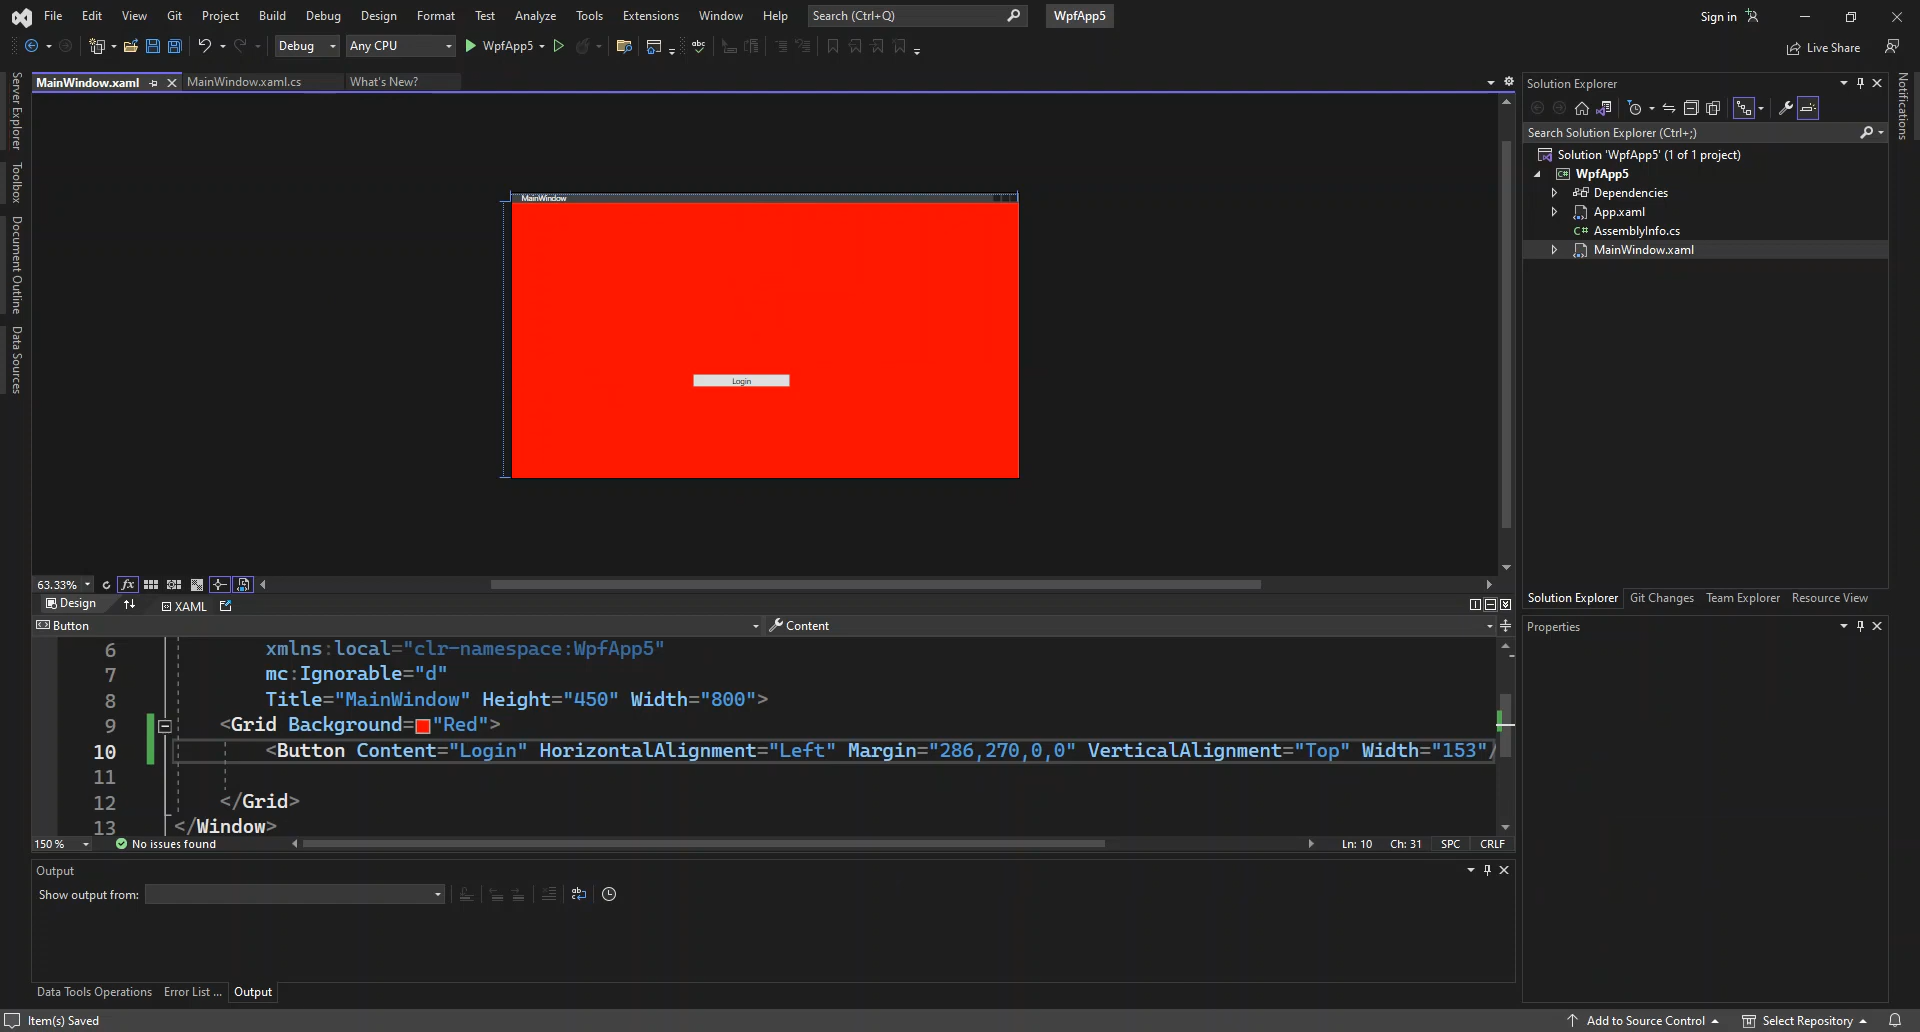 File Edit View Git Project Build Debug Design Format Test Analyze Tools Extensions Window Help Search (Ctrl+Q) WpfApp5 Sign in
Debug Any CPU WpfApp5 abc Live Share
Server Explorer
Toolbox
Document Outline
Data Sources
MainWindow.xaml MainWindow.xaml.cs What's New?
MainWindow
Login
63.33% fx
Design XAML
Button Content
6 xmlns:local="clr-namespace:WpfApp5"
7 mc:Ignorable="d"
8 Title="MainWindow" Height="450" Width="800">
9 <Grid Background="Red">
10 <Button Content="Login" HorizontalAlignment="Left" Margin="286,270,0,0" VerticalAlignment="Top" Width="153"/
11
12 </Grid>
13 </Window>
150 % No issues found Ln: 10 Ch: 31 SPC CRLF
Output
Show output from:
Data Tools Operations Error List ... Output
Solution Explorer
Search Solution Explorer (Ctrl+;)
Solution 'WpfApp5' (1 of 1 project)
C# WpfApp5
Dependencies
App.xaml
C# AssemblyInfo.cs
MainWindow.xaml
Solution Explorer Git Changes Team Explorer Resource View
Properties
Notifications
Item(s) Saved Add to Source Control Select Repository